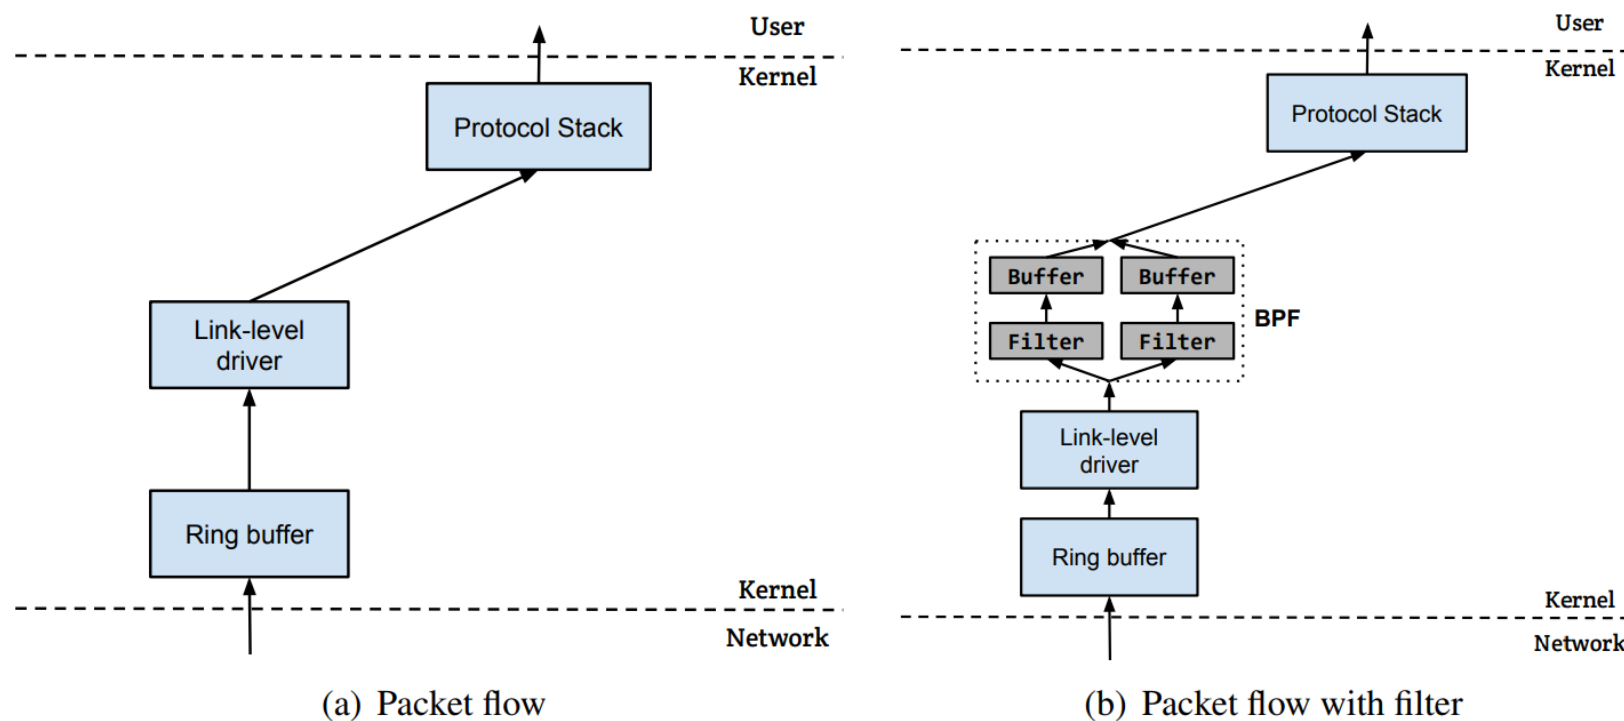 User
Kernel
Protocol Stack
Link-level
driver
Ring buffer
Kernel
Network
(a) Packet flow
User
Kernel
Protocol Stack
Buffer
Buffer
BPF
Filter
Filter
Link-level
driver
Ring buffer
Kernel
Network
(b) Packet flow with filter